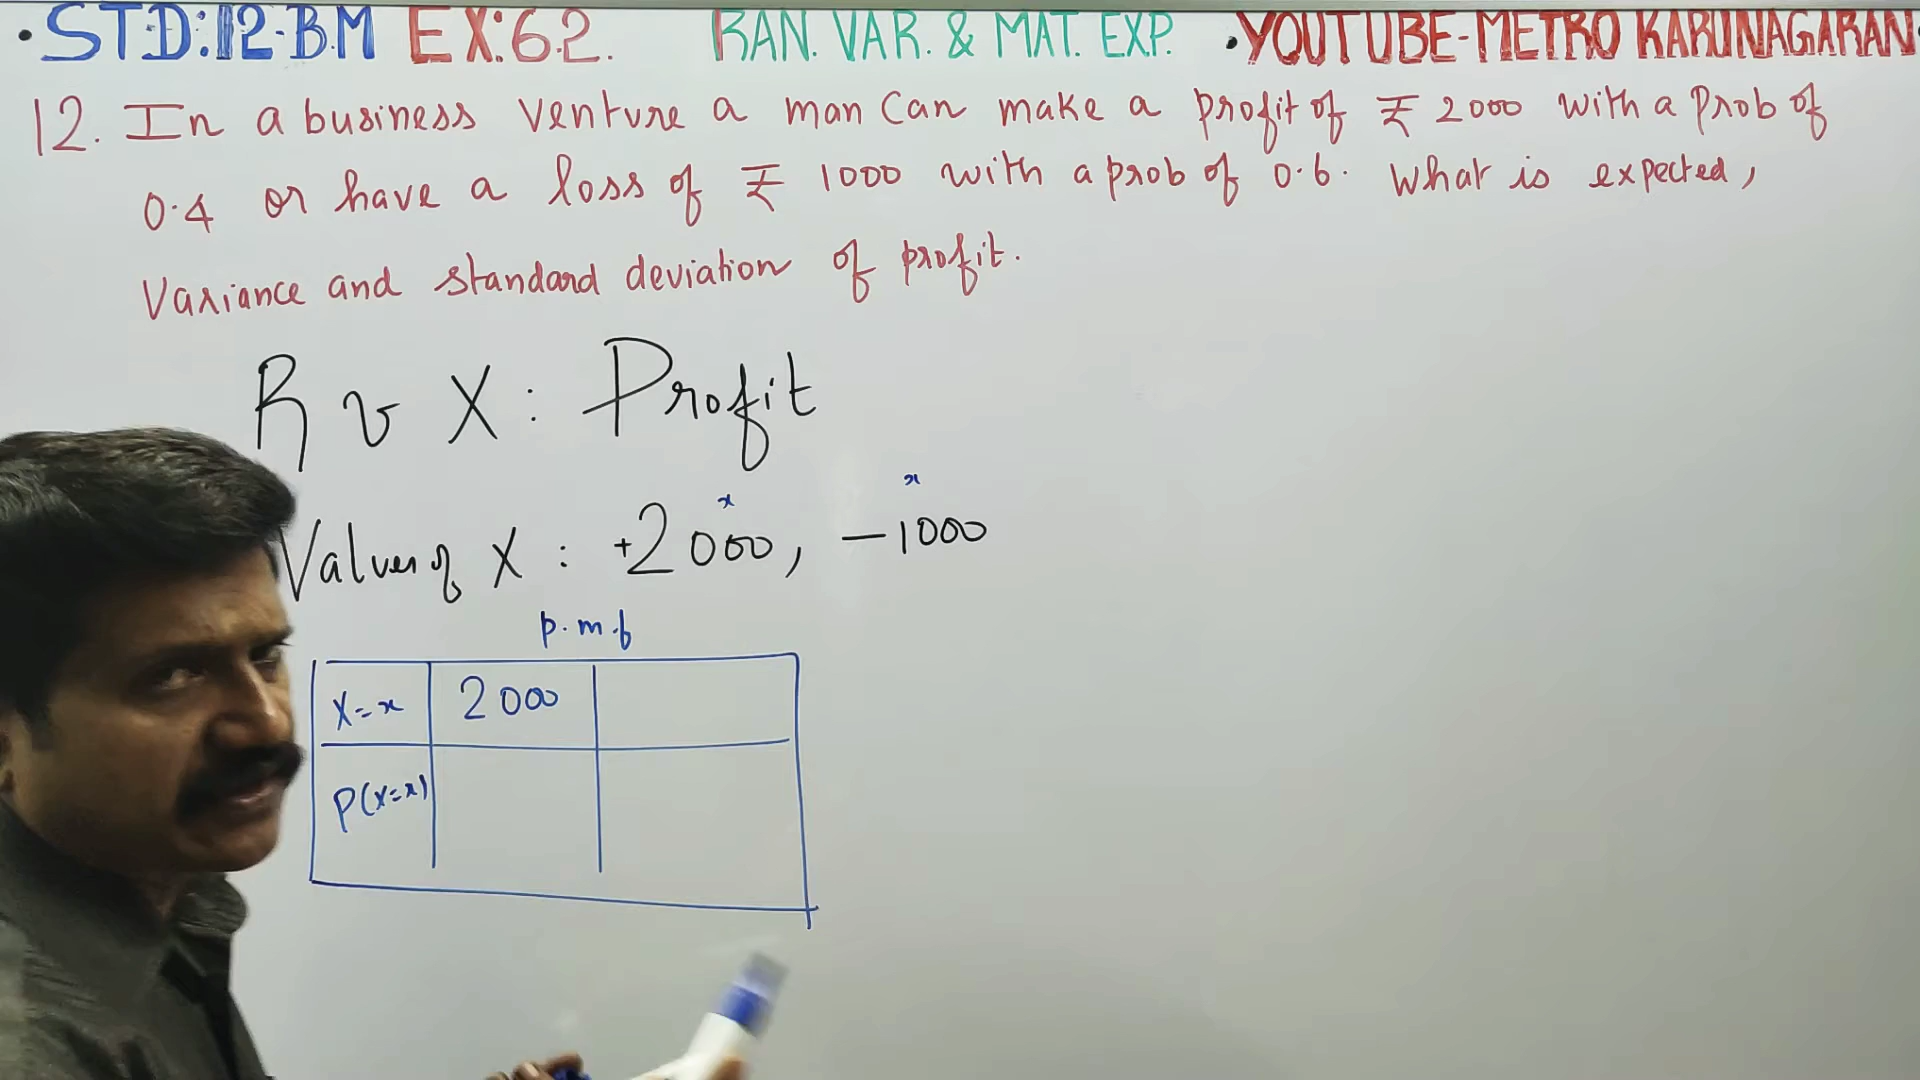 • STD:12-B.M EX:6.2. RAN. VAR. & MAT. EXP. • YOUTUBE-METRO KARUNAGARAN
12. In a business venture a man can make a profit of ₹ 2000 with a prob of
0.4 or have a loss of ₹ 1000 with a prob of 0.6. What is expected,
Variance and standard deviation of profit.
R v X : Profit
x x
Values of X : +2000, -1000
p.m.f
X=x 2000
P(X=x)